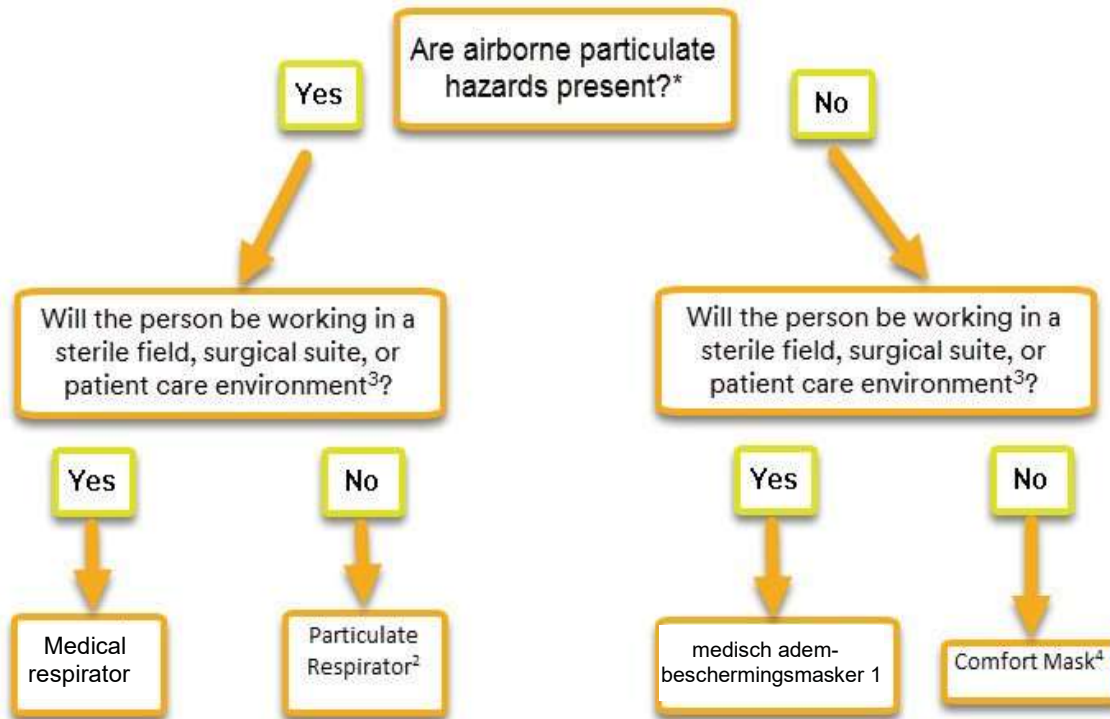 Are airborne particulate
hazards present?*
Yes
No
Will the person be working in a
sterile field, surgical suite, or
patient care environment³?
Will the person be working in a
sterile field, surgical suite, or
patient care environment³?
Yes
No
Yes
No
Medical
respirator
Particulate
Respirator²
medisch adem-
beschermingsmasker 1
Comfort Mask⁴